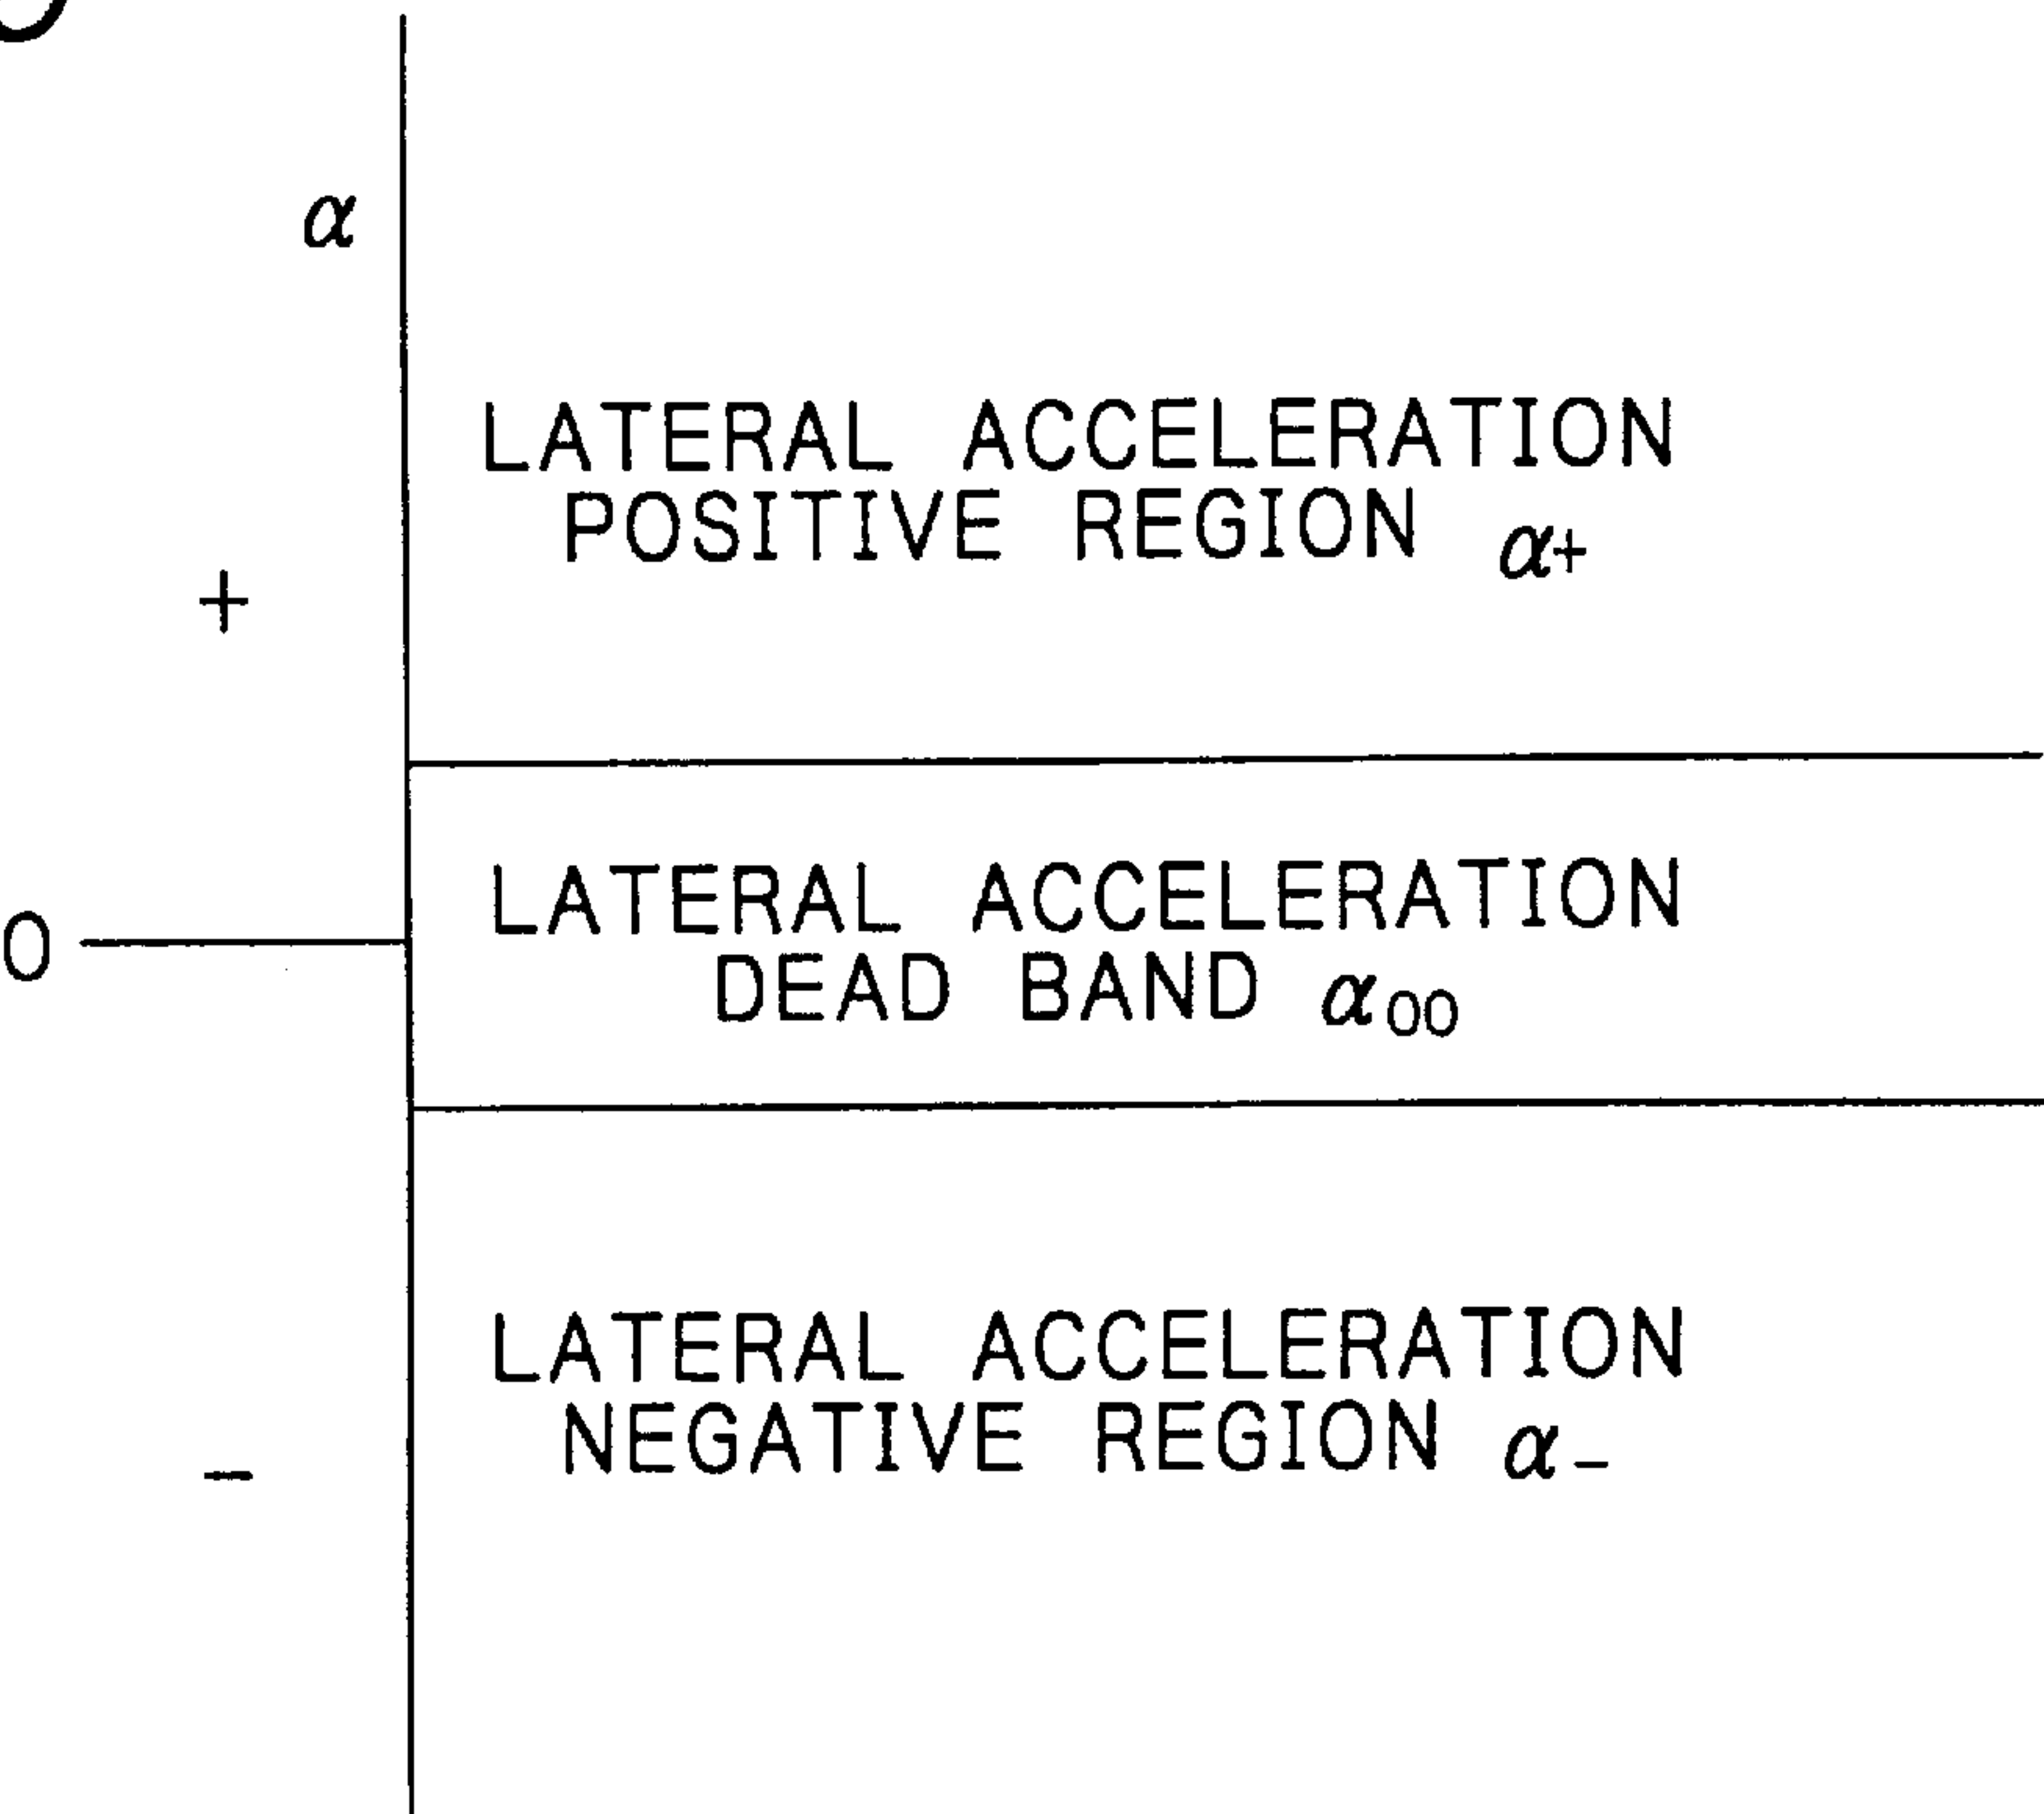 α
LATERAL ACCELERATION
POSITIVE REGION α+
+
LATERAL ACCELERATION
0
DEAD BAND α00
LATERAL ACCELERATION
NEGATIVE REGION α-
-